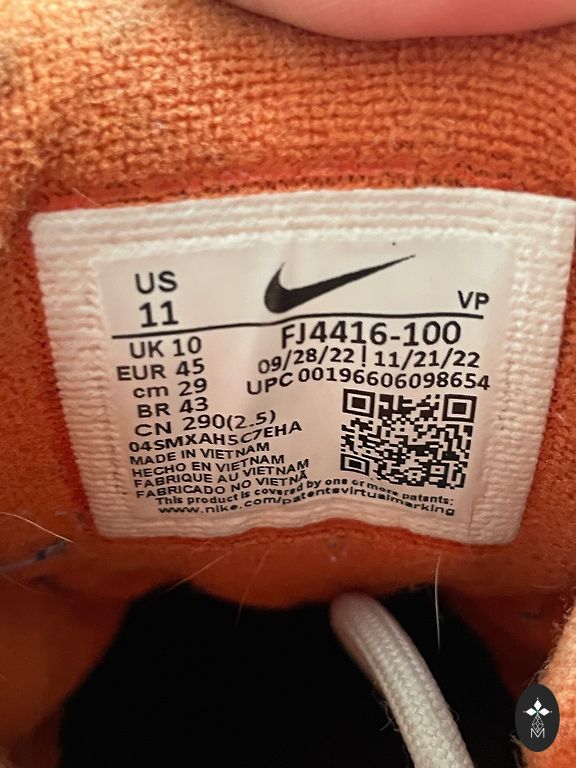 US
11
VP
FJ4416-100
UK 10
09/28/22 | 11/21/22
EUR 45
UPC 00196606098654
cm 29
BR 43
CN 290(2.5)
04SMXAH5C7EHA
MADE IN VIETNAM
HECHO EN VIETNAM
FABRIQUE AU VIETNAM
FABRICADO NO VIETNÃ
This product is covered by one or more patents:
www.nike.com/patentsvirtualmarking
M